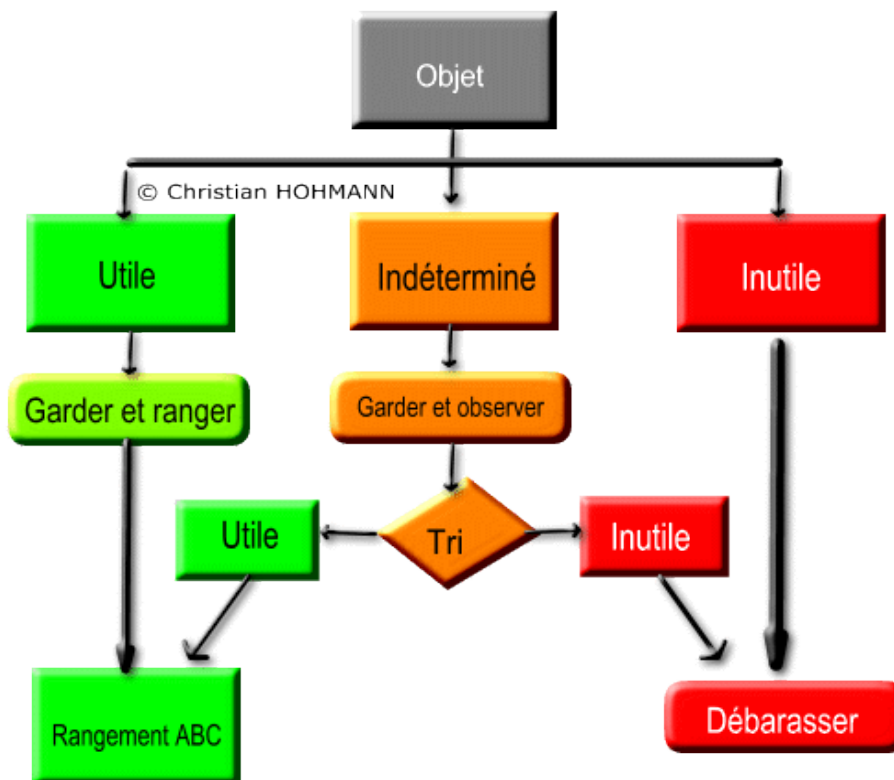 Objet
© Christian HOHMANN
Utile
Indéterminé
Inutile
Garder et ranger
Garder et observer
Utile
Tri
Inutile
Rangement ABC
Débarasser